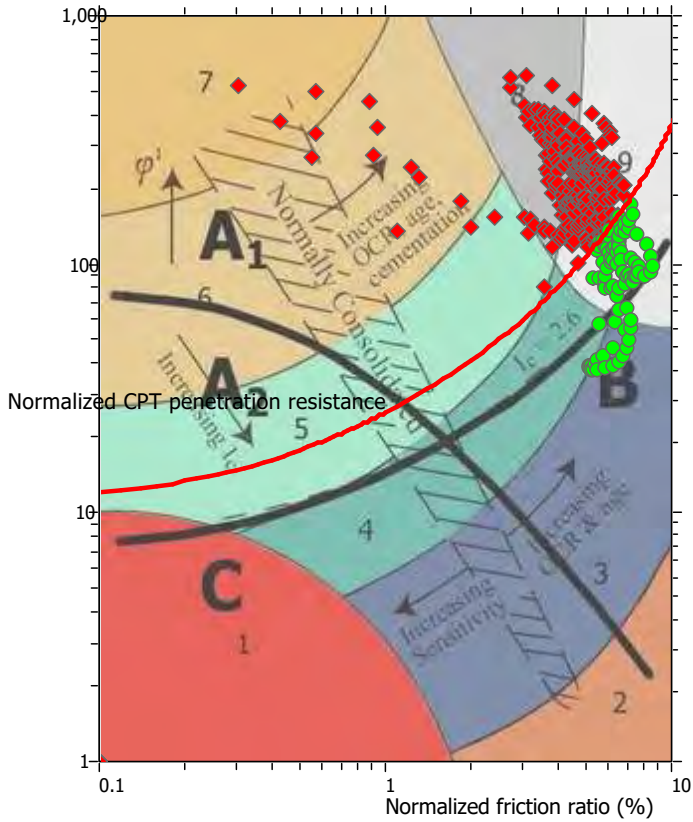 1,000
7
8
φ'
9
Normally Consolidated
Increasing
OCR, age,
cementation
A1
100
6
Ic = 2.6
A2
Increasing Ic
B
Normalized CPT penetration resistance
5
10
4
Increasing
OCR & age
C
3
Increasing
Sensitivity
1
2
1
0.1
1
10
Normalized friction ratio (%)